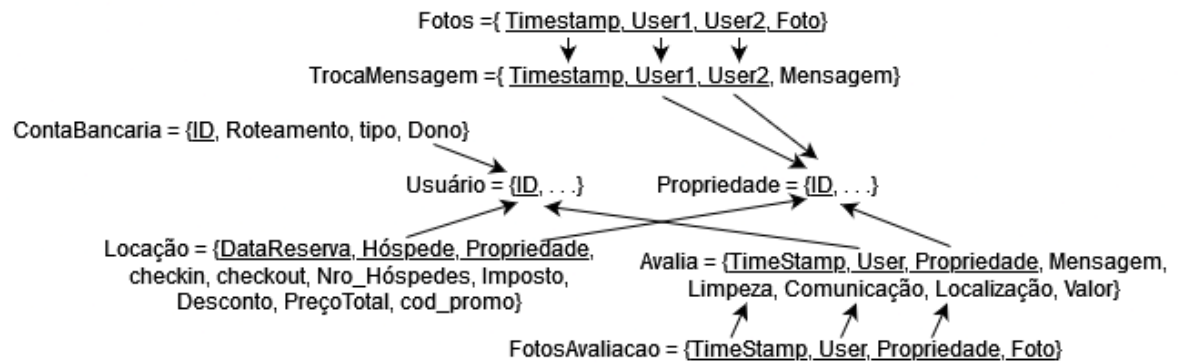 Fotos ={ Timestamp, User1, User2, Foto}
TrocaMensagem ={ Timestamp, User1, User2, Mensagem}
ContaBancaria = {ID, Roteamento, tipo, Dono}
Usuário = {ID, . . .}
Propriedade = {ID, . . .}
Locação = {DataReserva, Hóspede, Propriedade,
checkin, checkout, Nro_Hóspedes, Imposto,
Desconto, PreçoTotal, cod_promo}
Avalia = {TimeStamp, User, Propriedade, Mensagem,
Limpeza, Comunicação, Localização, Valor}
FotosAvaliacao = {TimeStamp, User, Propriedade, Foto}